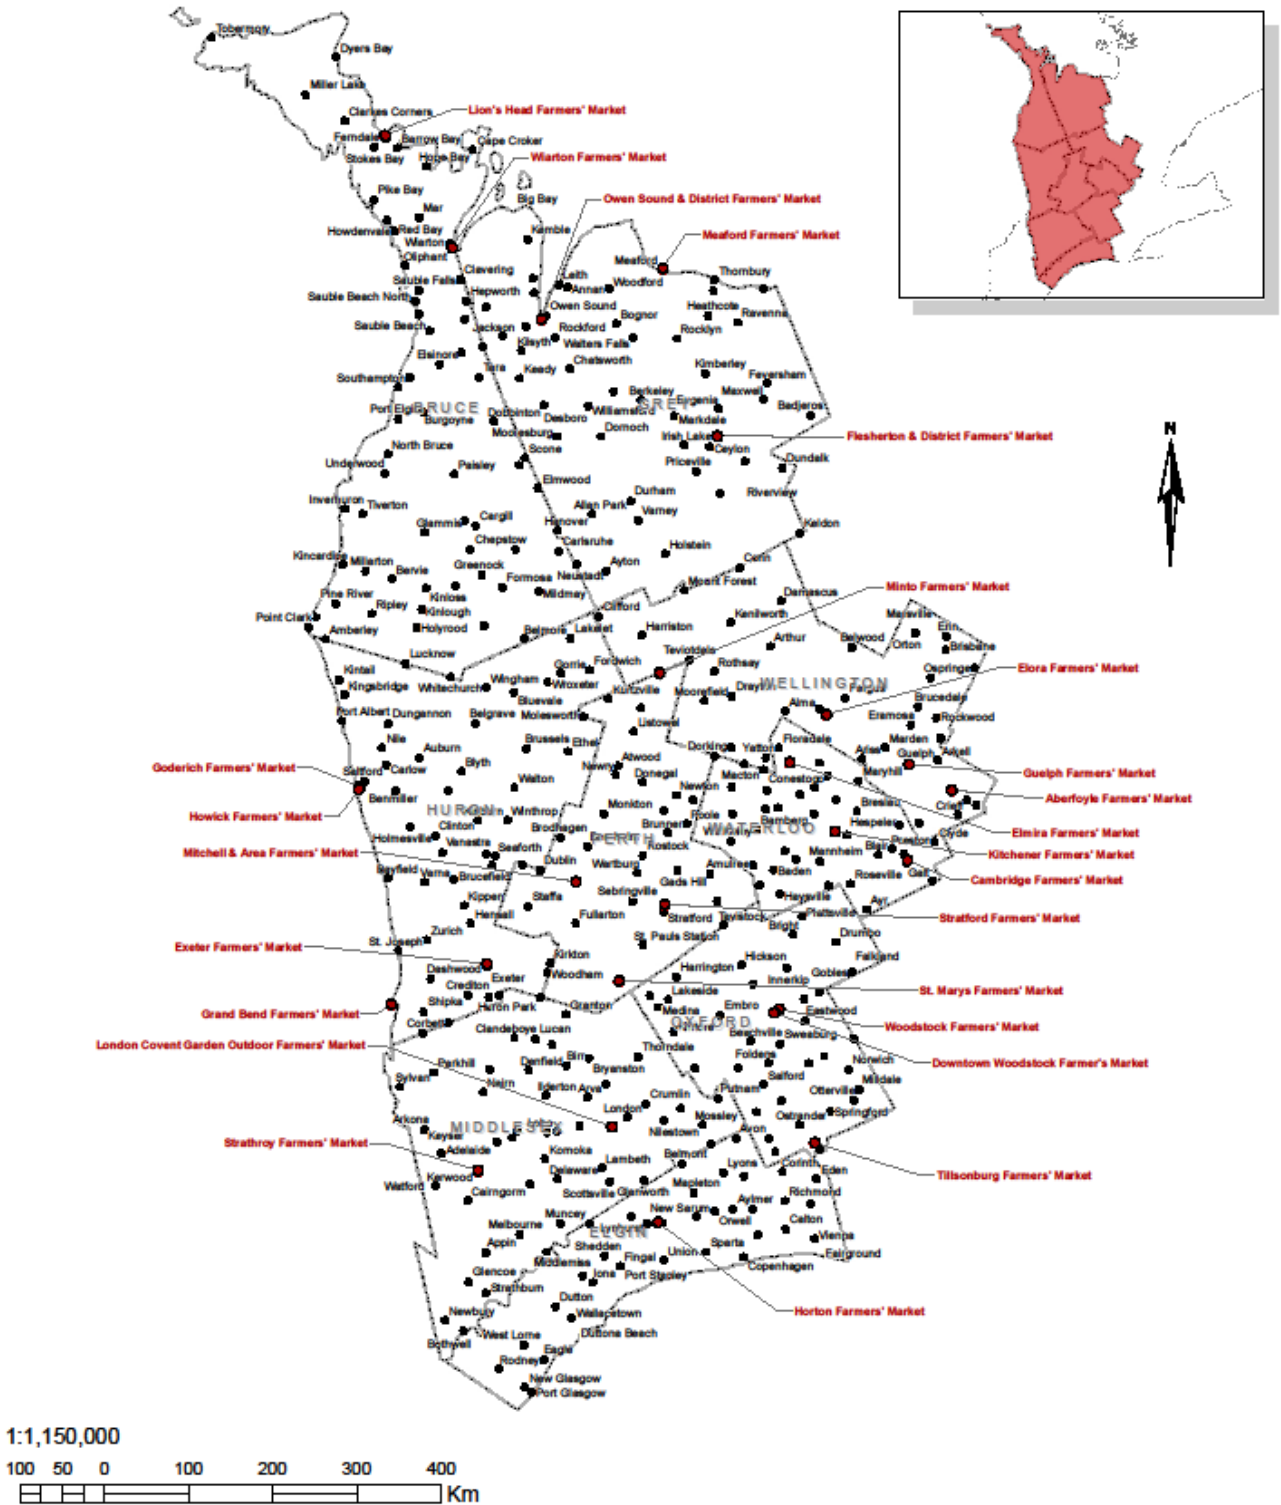 Tobermory
Dyers Bay
Miller Lake
Clarkes Corners
Lion's Head Farmers' Market
Ferndale
Barrow Bay
Cape Croker
Stokes Bay
Hope Bay
Wiarton Farmers' Market
Pike Bay
Big Bay
Owen Sound & District Farmers' Market
Mar
Howdenvale
Red Bay
Kemble
Meaford Farmers' Market
Wiarton
Oliphant
Meaford
Clavering
Leith
Thornbury
Sauble Falls
Annan
Woodford
Sauble Beach North
Hepworth
Owen Sound
Heathcote
Ravenna
Bognor
Sauble Beach
Jackson
Rockford
Rocklyn
Kilsyth
Walters Falls
Elsinore
Chatsworth
Tara
Keady
Kimberley
Southampton
Feversham
Berkeley
Maxwell
Port Elgin
BRUCE
Dobbinton
Williamsford
GREY
Eugenia
Badjeros
Burgoyne
Desboro
Markdale
Mooresburg
Dornoch
Irish Lake
Flesherton & District Farmers' Market
North Bruce
Scone
Ceylon
Underwood
Paisley
Priceville
Dundalk
Elmwood
Durham
Riverview
Inverhuron
Tiverton
Allan Park
Varney
Glammis
Cargill
Hanover
Keldon
Chepstow
Carlsruhe
Holstein
Kincardine
Millarton
Greenock
Ayton
Conn
Bervie
Formosa
Neustadt
Mount Forest
Pine River
Kinloss
Mildmay
Damascus
Minto Farmers' Market
Ripley
Kinlough
Clifford
Kenilworth
Marsville
Point Clark
Amberley
Holyrood
Belmore
Lakelet
Harriston
Arthur
Belwood
Orton
Erin
Brisbane
Lucknow
Gorrie
Fordwich
Teviotdale
Rothsay
Ospringe
Elora Farmers' Market
Kintail
Kingsbridge
Whitechurch
Wingham
Wroxeter
Kurtzville
Moorefield
Drayton
WELLINGTON
Fergus
Brucedale
Port Albert
Dungannon
Belgrave
Bluevale
Molesworth
Listowel
Alma
Eramosa
Rockwood
Nile
Auburn
Brussels
Ethel
Dorking
Yatton
Floradale
Ariss
Marden
Guelph
Arkell
Goderich Farmers' Market
Saltford
Carlow
Blyth
Newry
Atwood
Donegal
Macton
Conestogo
Maryhill
Guelph Farmers' Market
Benmiller
Walton
Newton
Aberfoyle Farmers' Market
Howick Farmers' Market
HURON
Winthrop
Monkton
Poole
Bamberg
Breslau
Crieff
Holmesville
Clinton
Brodhagen
Brunner
WATERLOO
Hespeler
Clyde
Elmira Farmers' Market
Vanastra
Seaforth
PERTH
Rostock
Preston
Mitchell & Area Farmers' Market
Dublin
Wartburg
Amulree
Mannheim
Blair
Kitchener Farmers' Market
Bayfield
Varna
Brucefield
Sebringville
Gads Hill
Baden
Roseville
Galt
Cambridge Farmers' Market
Kippen
Staffa
Haysville
Ayr
Hensall
Fullarton
Stratford
Tavistock
Plattsville
Stratford Farmers' Market
Zurich
St. Pauls Station
Bright
Drumbo
Exeter Farmers' Market
St. Joseph
Kirkton
Hickson
Falkland
Dashwood
Exeter
Woodham
Harrington
Innerkip
Gobles
Crediton
Lakeside
St. Marys Farmers' Market
Grand Bend Farmers' Market
Shipka
Huron Park
Granton
Medina
Embro
Eastwood
Corbett
OXFORD
Woodstock Farmers' Market
London Covent Garden Outdoor Farmers' Market
Clandeboye
Lucan
Beachville
Sweaburg
Parkhill
Denfield
Birr
Thorndale
Foldens
Norwich
Downtown Woodstock Farmer's Market
Sylvan
Nairn
Bryanston
Salford
Milldale
Ilderton
Arva
Crumlin
Putnam
Otterville
Arkona
London
Mossley
Ostrander
Springford
Keyser
MIDDLESEX
Nilestown
Avon
Strathroy Farmers' Market
Adelaide
Komoka
Lambeth
Belmont
Lyons
Corinth
Eden
Tillsonburg Farmers' Market
Watford
Kerwood
Delaware
Mapleton
Cairngorm
Scottsville
Glanworth
Aylmer
Richmond
Muncey
New Sarum
Orwell
Calton
Melbourne
ELGIN
Vienna
Appin
Shedden
Sparta
Middlemiss
Fingal
Union
Fairground
Glencoe
Iona
Port Stanley
Copenhagen
Strathburn
Dutton
Newbury
Wallacetown
Horton Farmers' Market
Bothwell
West Lorne
Duttona Beach
Eagle
Rodney
New Glasgow
Port Glasgow
N
1:1,150,000
100 50 0 100 200 300 400
Km